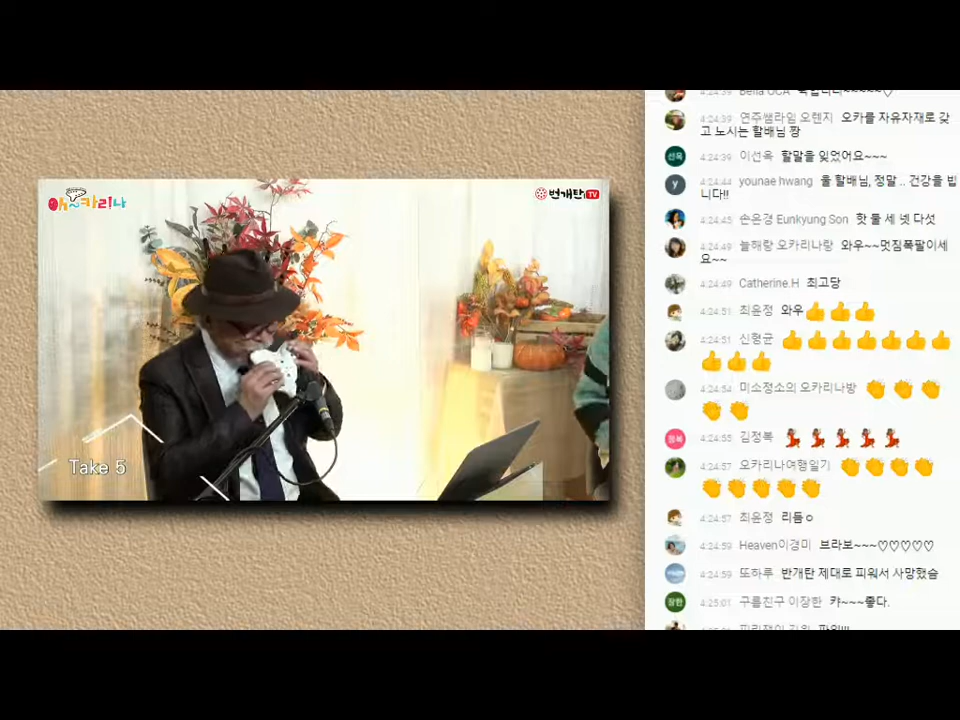 아~카리나
번개탄TV
Take 5
4:24:39 연주쌤라임 오렌지 오카를 자유자재로 갖
고 노시는 할배님 짱
선옥 4:24:39 이선옥 할말을 잊었어요~~~
y 4:24:44 younae hwang 울 할배님, 정말 .. 건강을 빕
니다!!
4:24:45 손은경 Eunkyung Son 핫 둘 세 넷 다섯
4:24:49 늘해랑 오카리나랑 와우~~멋짐폭팔이세
요~~
4:24:49 Catherine.H 최고당
4:24:51 최윤정 와우👍👍👍
4:24:51 신형균 👍👍👍👍👍👍👍
👍👍👍
4:24:54 미소정소의 오카리나방 👏👏👏
👏👏
정복 4:24:55 김정복 💃💃💃💃💃
4:24:57 오카리나여행일기 👏👏👏👏
👏👏👏👏👏
4:24:57 최윤정 리듬ㅇ
4:24:59 Heaven이경미 브라보~~~♡♡♡♡♡
4:24:59 또하루 반개탄 제대로 피워서 사망했슴
장한 4:25:01 구름친구 이장한 캬~~~좋다.